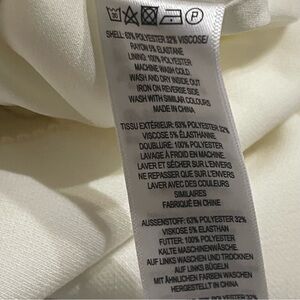 SHELL: 63% POLYESTER 32% VISCOSE/
RAYON 5% ELASTANE
LINING: 100% POLYESTER
MACHINE WASH COLD
WASH AND DRY INSIDE OUT
IRON ON REVERSE SIDE
WASH WITH SIMILAR COLOURS
MADE IN CHINA
TISSU EXTÉRIEUR: 63% POLYESTER 32%
VISCOSE 5% ÉLASTHANNE
DOUBLURE: 100% POLYESTER
LAVAGE À FROID EN MACHINE
LAVER ET SÉCHER SUR L'ENVERS
NE REPASSER QUE SUR L'ENVERS
LAVER AVEC DES COULEURS
SIMILAIRES
FABRIQUÉ EN CHINE
AUSSENSTOFF: 63% POLYESTER 32%
VISKOSE 5% ELASTHAN
FUTTER: 100% POLYESTER
KALTE MASCHINENWÄSCHE
AUF LINKS WASCHEN UND TROCKNEN
AUF LINKS BÜGELN
MIT ÄHNLICHEN FARBEN WASCHEN
HERGESTELLT IN CHINA